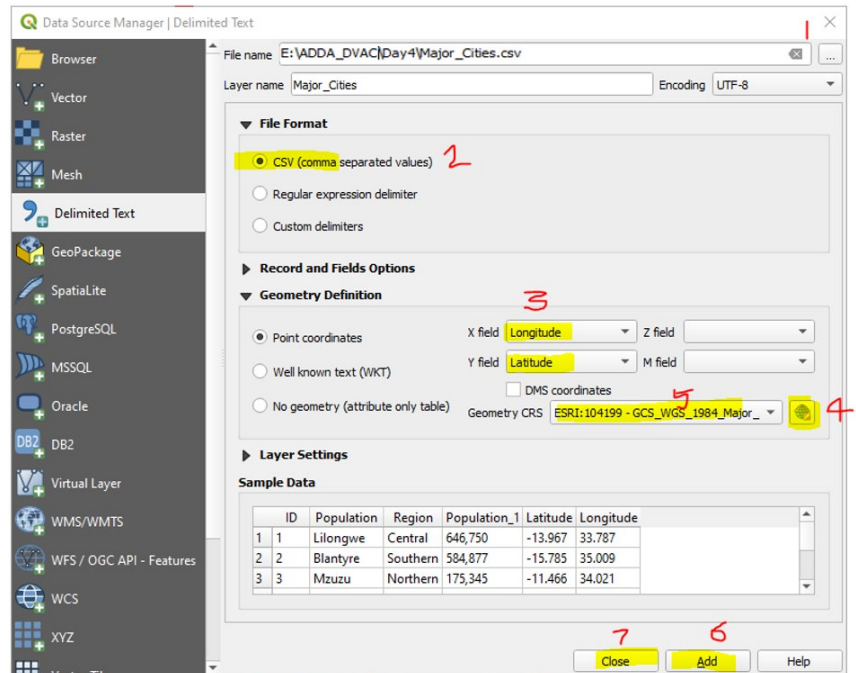 Data Source Manager | Delimited Text
1
Browser
Vector
Raster
Mesh
Delimited Text
GeoPackage
SpatiaLite
PostgreSQL
MSSQL
Oracle
DB2 DB2
Virtual Layer
WMS/WMTS
WFS / OGC API - Features
WCS
XYZ
File name E:\ADDA_DVAC\Day4\Major_Cities.csv ...
Layer name Major_Cities Encoding UTF-8
File Format
CSV (comma separated values) 2
Regular expression delimiter
Custom delimiters
Record and Fields Options
Geometry Definition
3
Point coordinates
Well known text (WKT)
No geometry (attribute only table)
X field Longitude Z field
Y field Latitude M field
DMS coordinates
5
Geometry CRS ESRI:104199 - GCS_WGS_1984_Major_ 4
Layer Settings
Sample Data
ID Population Region Population_1 Latitude Longitude
1 1 Lilongwe Central 646,750 -13.967 33.787
2 2 Blantyre Southern 584,877 -15.785 35.009
3 3 Mzuzu Northern 175,345 -11.466 34.021
7 6
Close Add Help